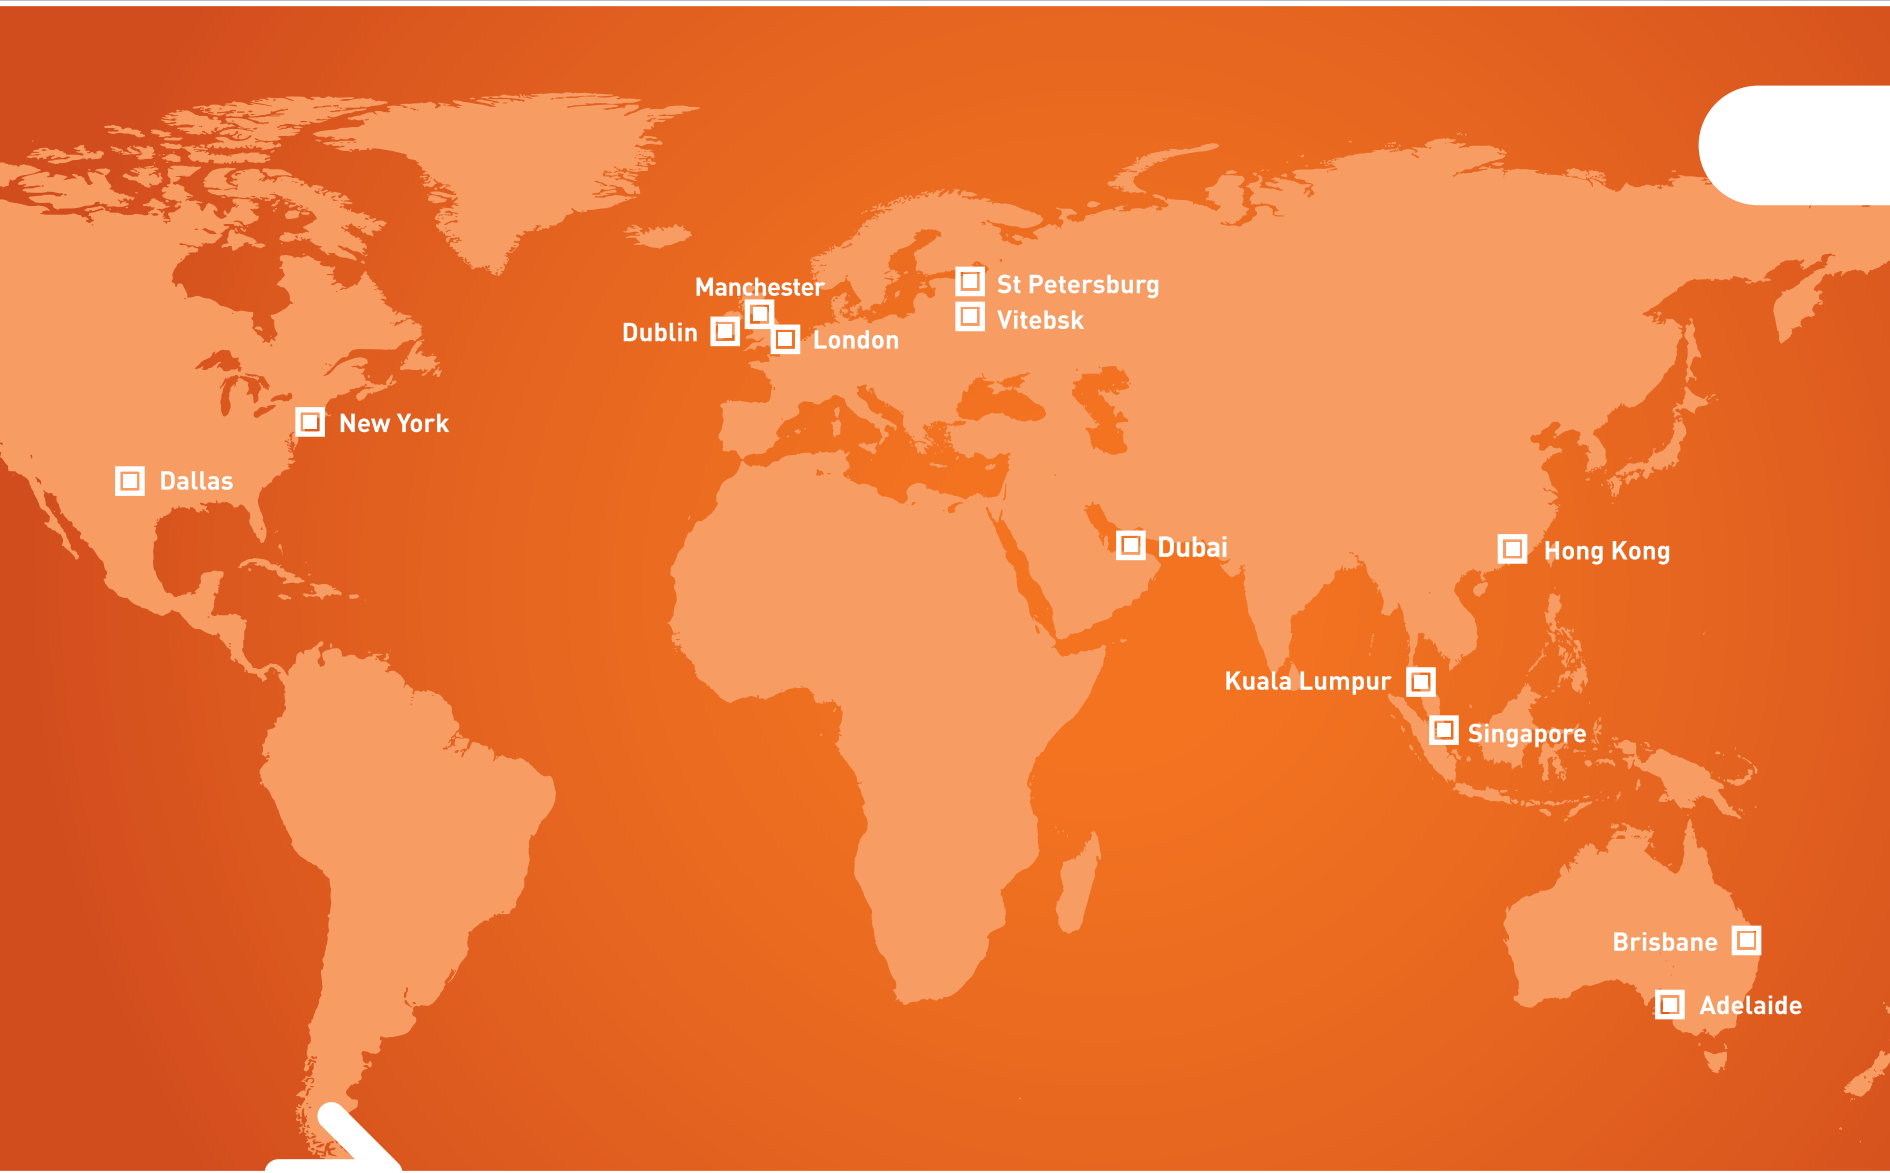 Manchester
St Petersburg
Vitebsk
Dublin
London
New York
Dallas
Dubai
Hong Kong
Kuala Lumpur
Singapore
Brisbane
Adelaide